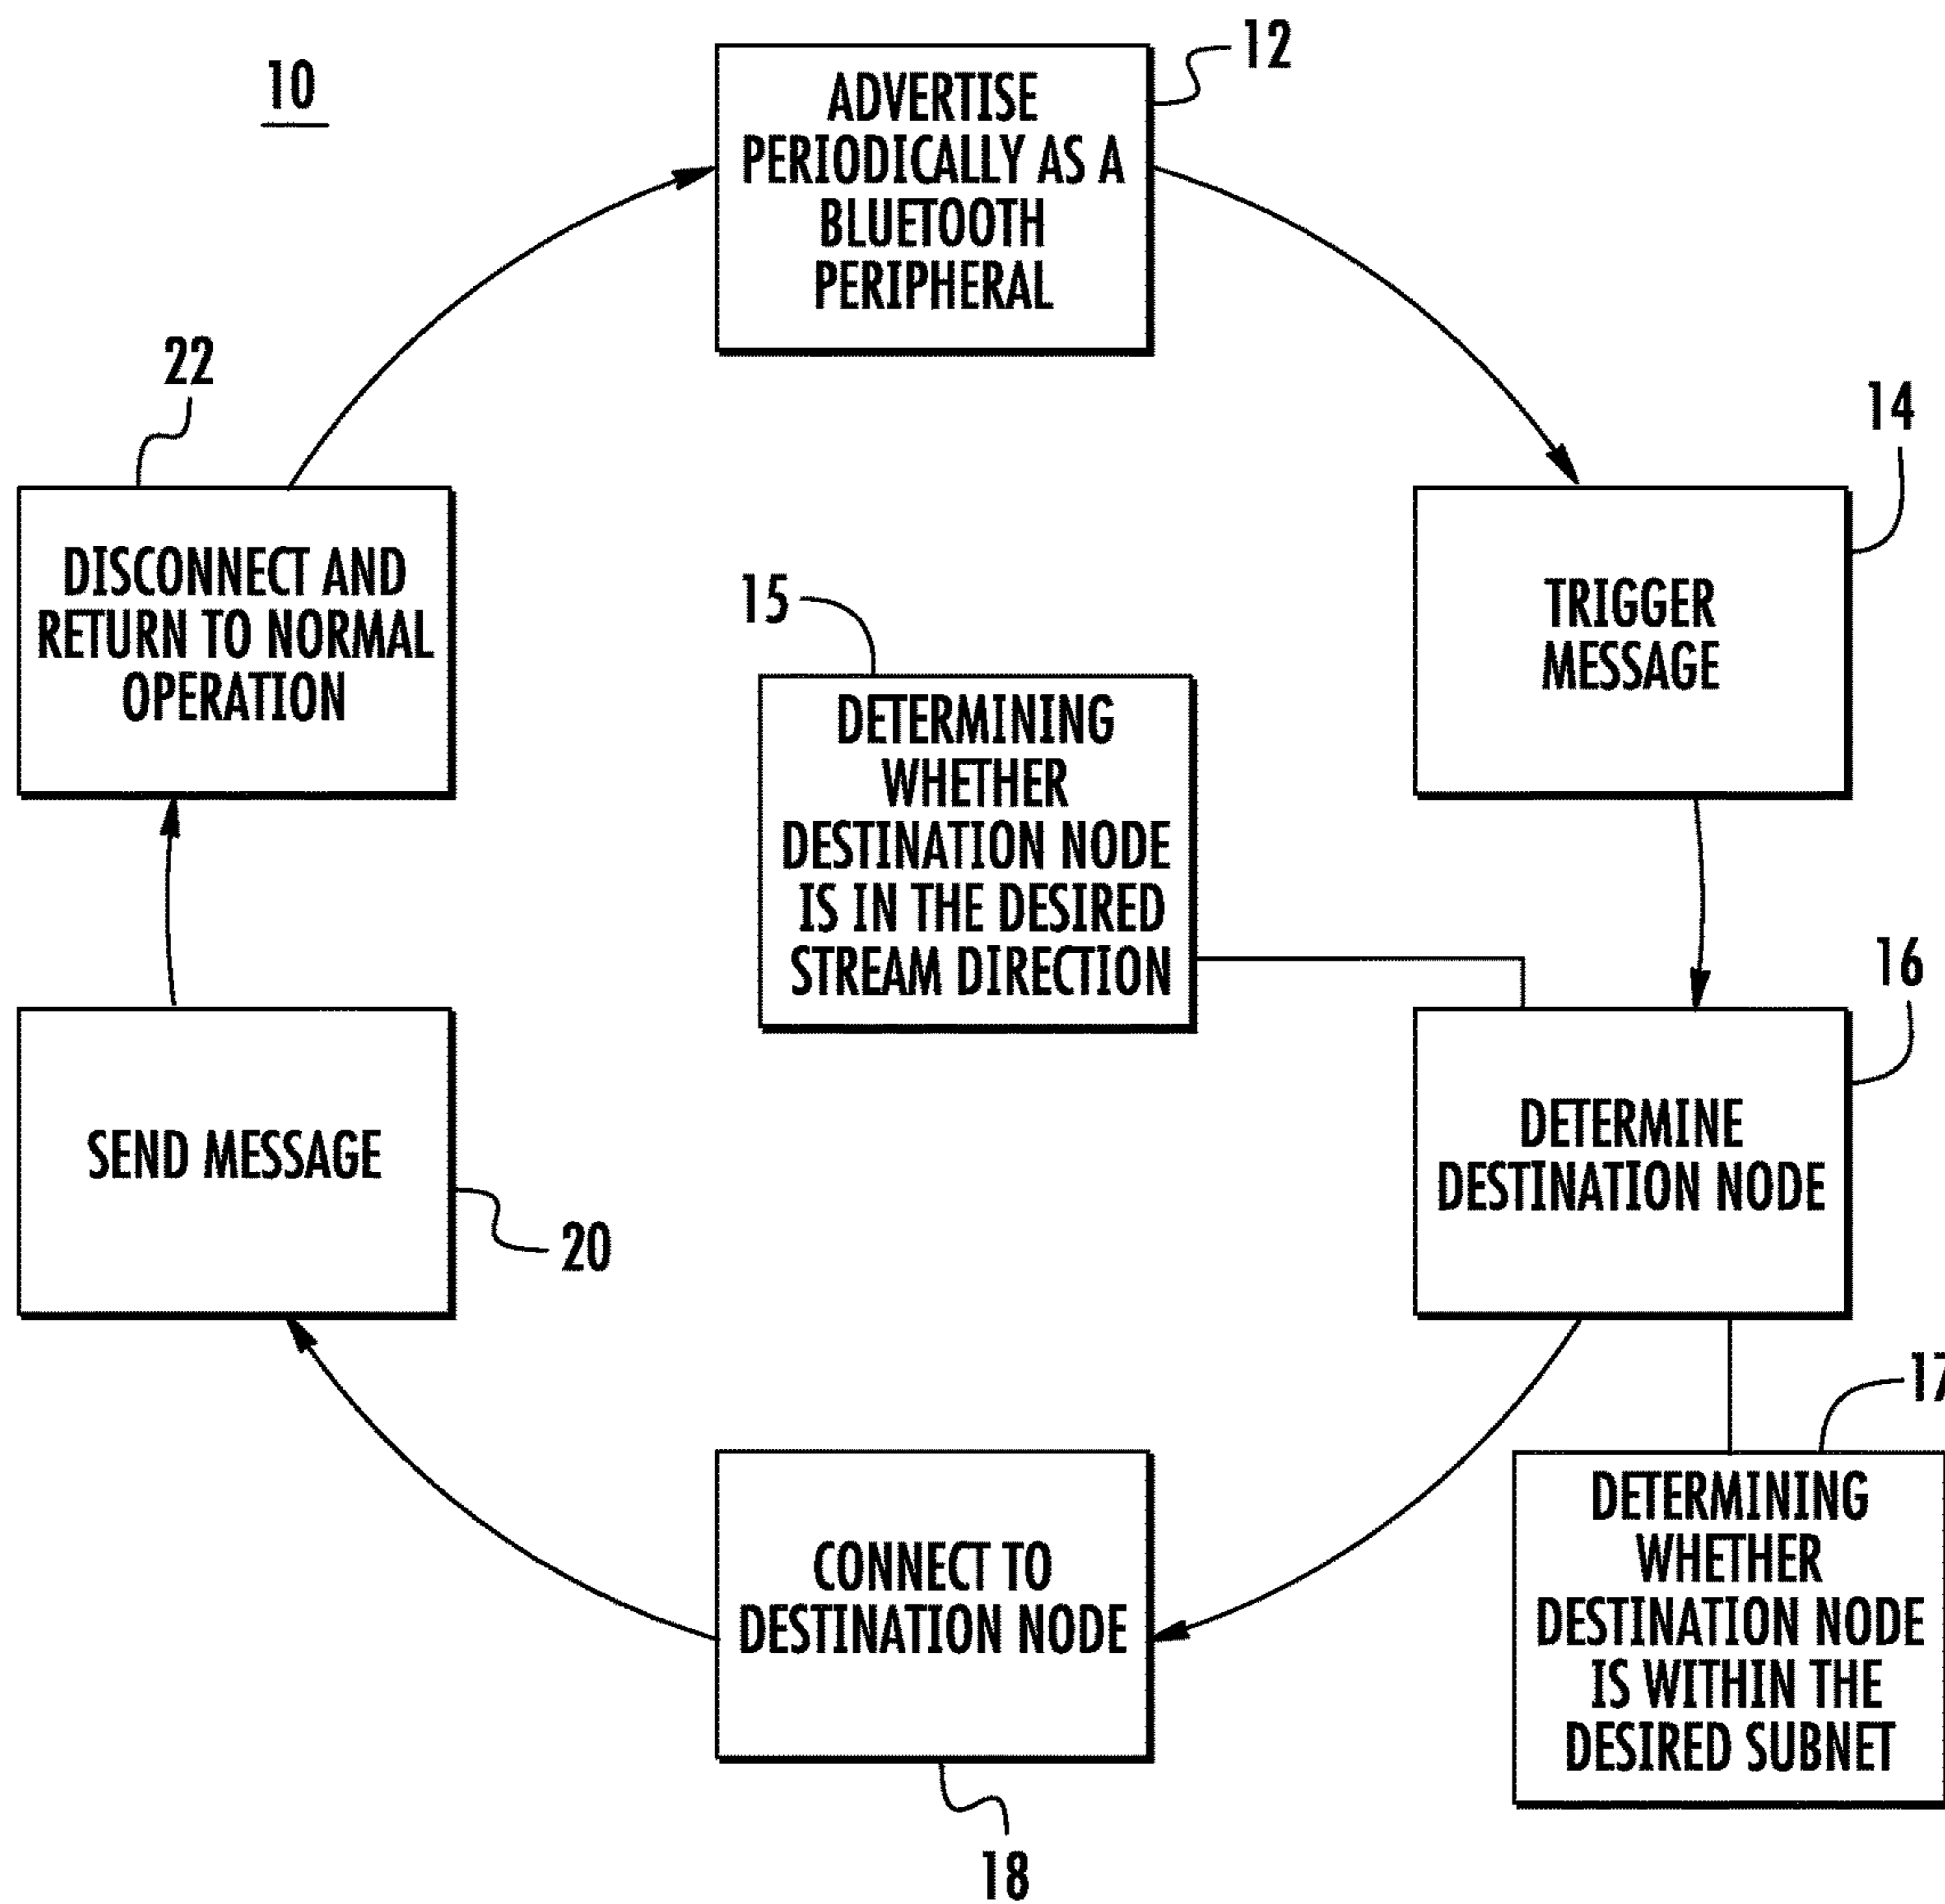 10
12
ADVERTISE
PERIODICALLY AS A
BLUETOOTH
PERIPHERAL
22
14
DISCONNECT AND
RETURN TO NORMAL
OPERATION
15
TRIGGER
MESSAGE
DETERMINING
WHETHER
DESTINATION NODE
IS IN THE DESIRED
STREAM DIRECTION
16
SEND MESSAGE
20
DETERMINE
DESTINATION NODE
17
CONNECT TO
DESTINATION NODE
18
DETERMINING
WHETHER
DESTINATION NODE
IS WITHIN THE
DESIRED SUBNET